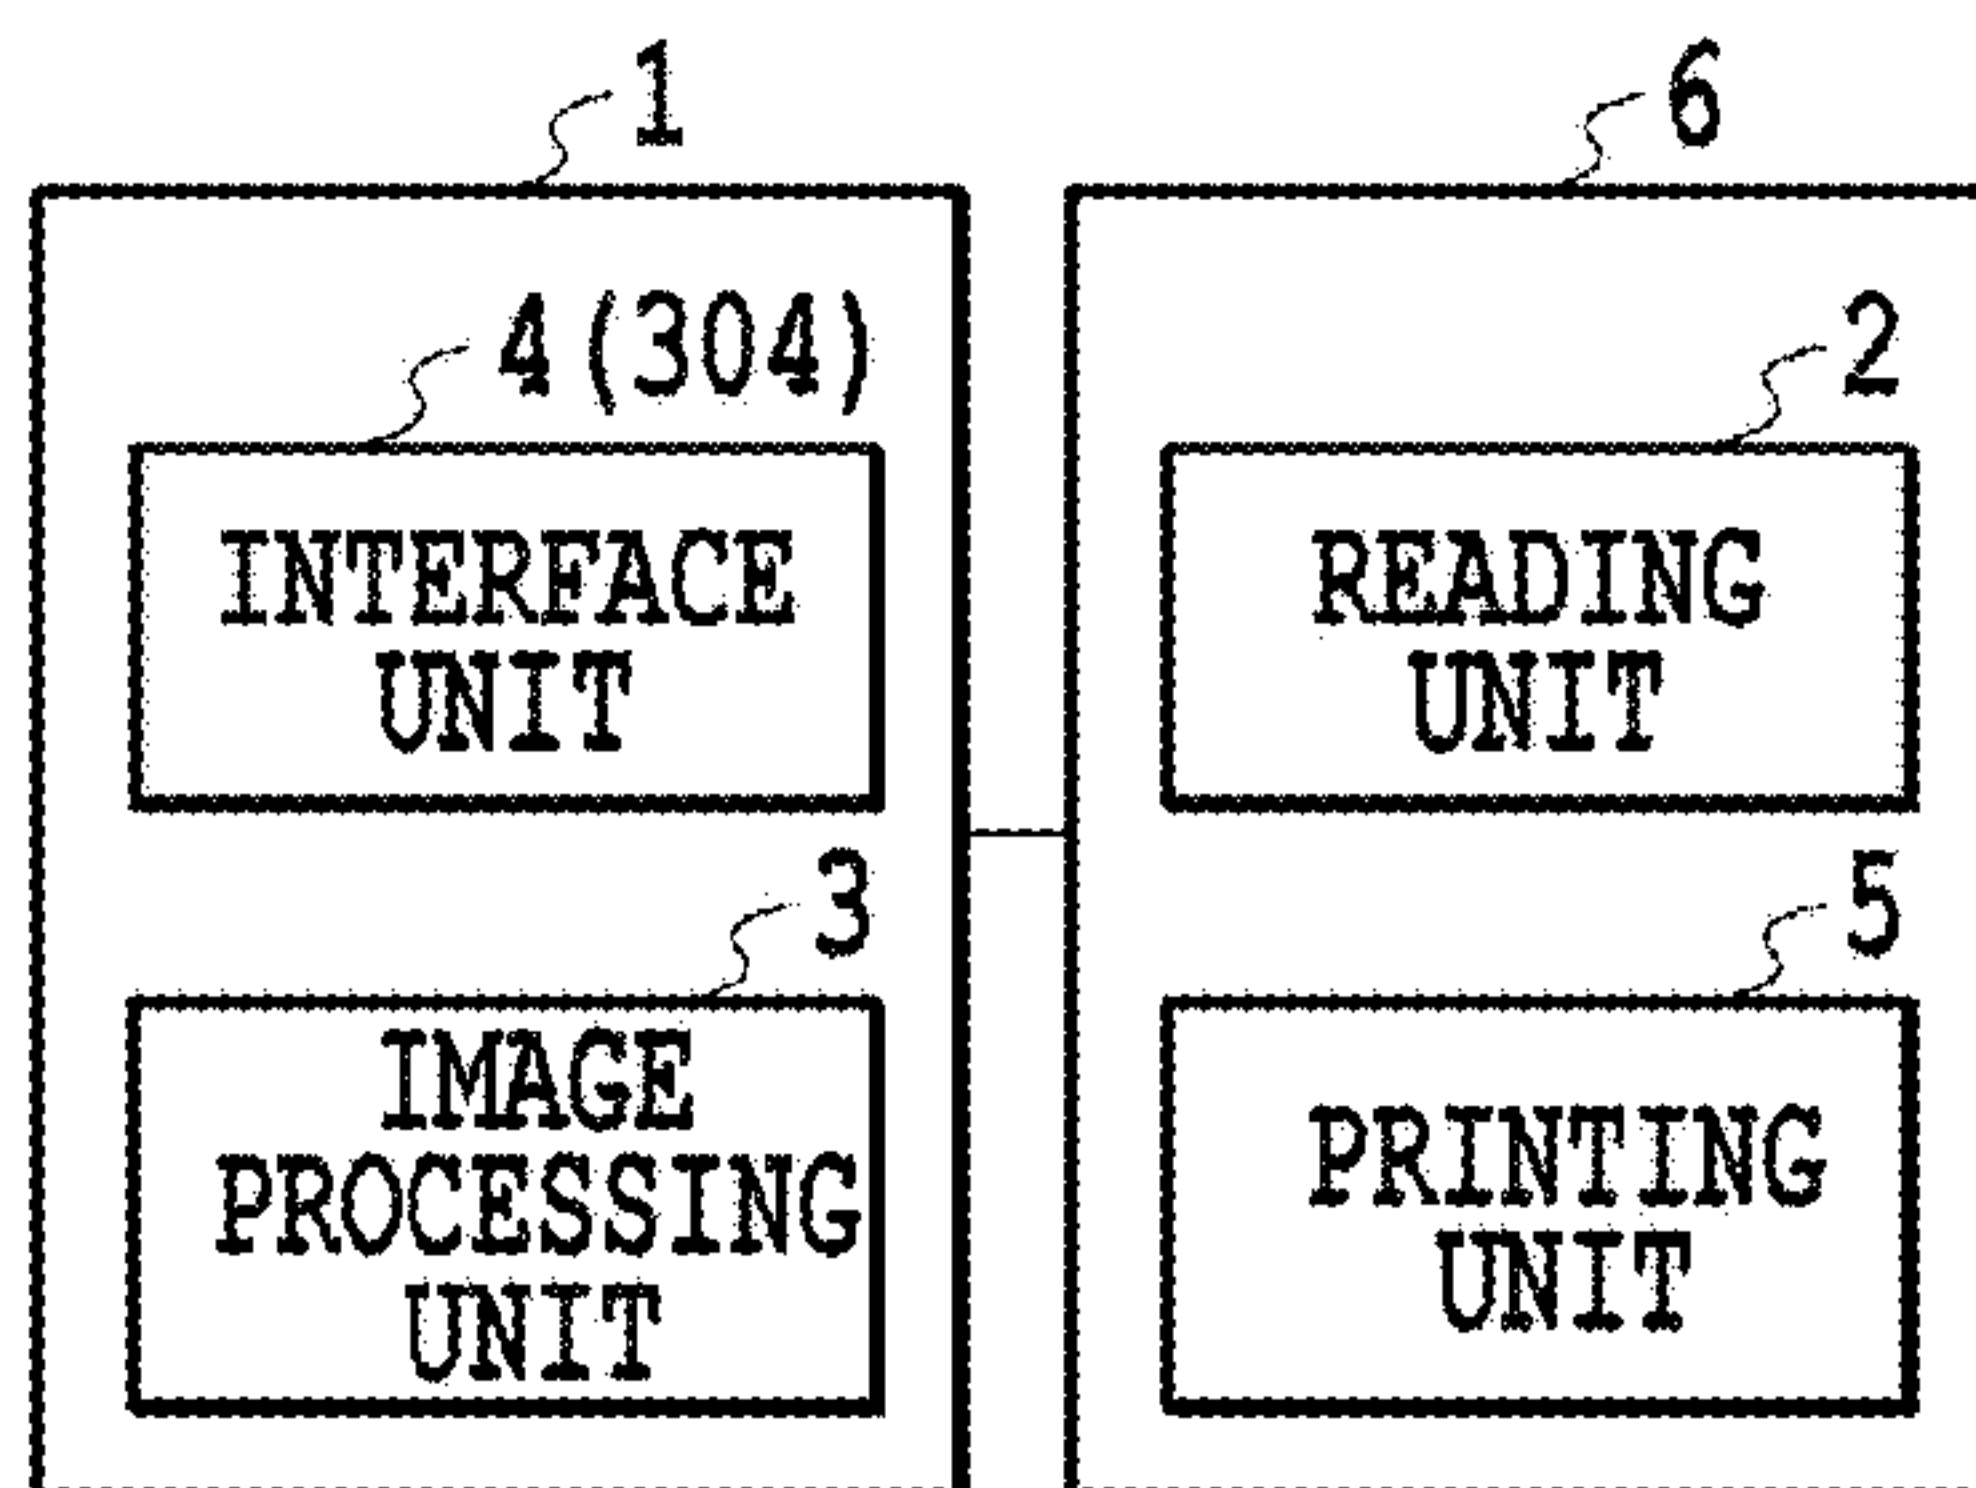 1
4(304)
INTERFACE
UNIT
3
IMAGE
PROCESSING
UNIT
6
2
READING
UNIT
5
PRINTING
UNIT